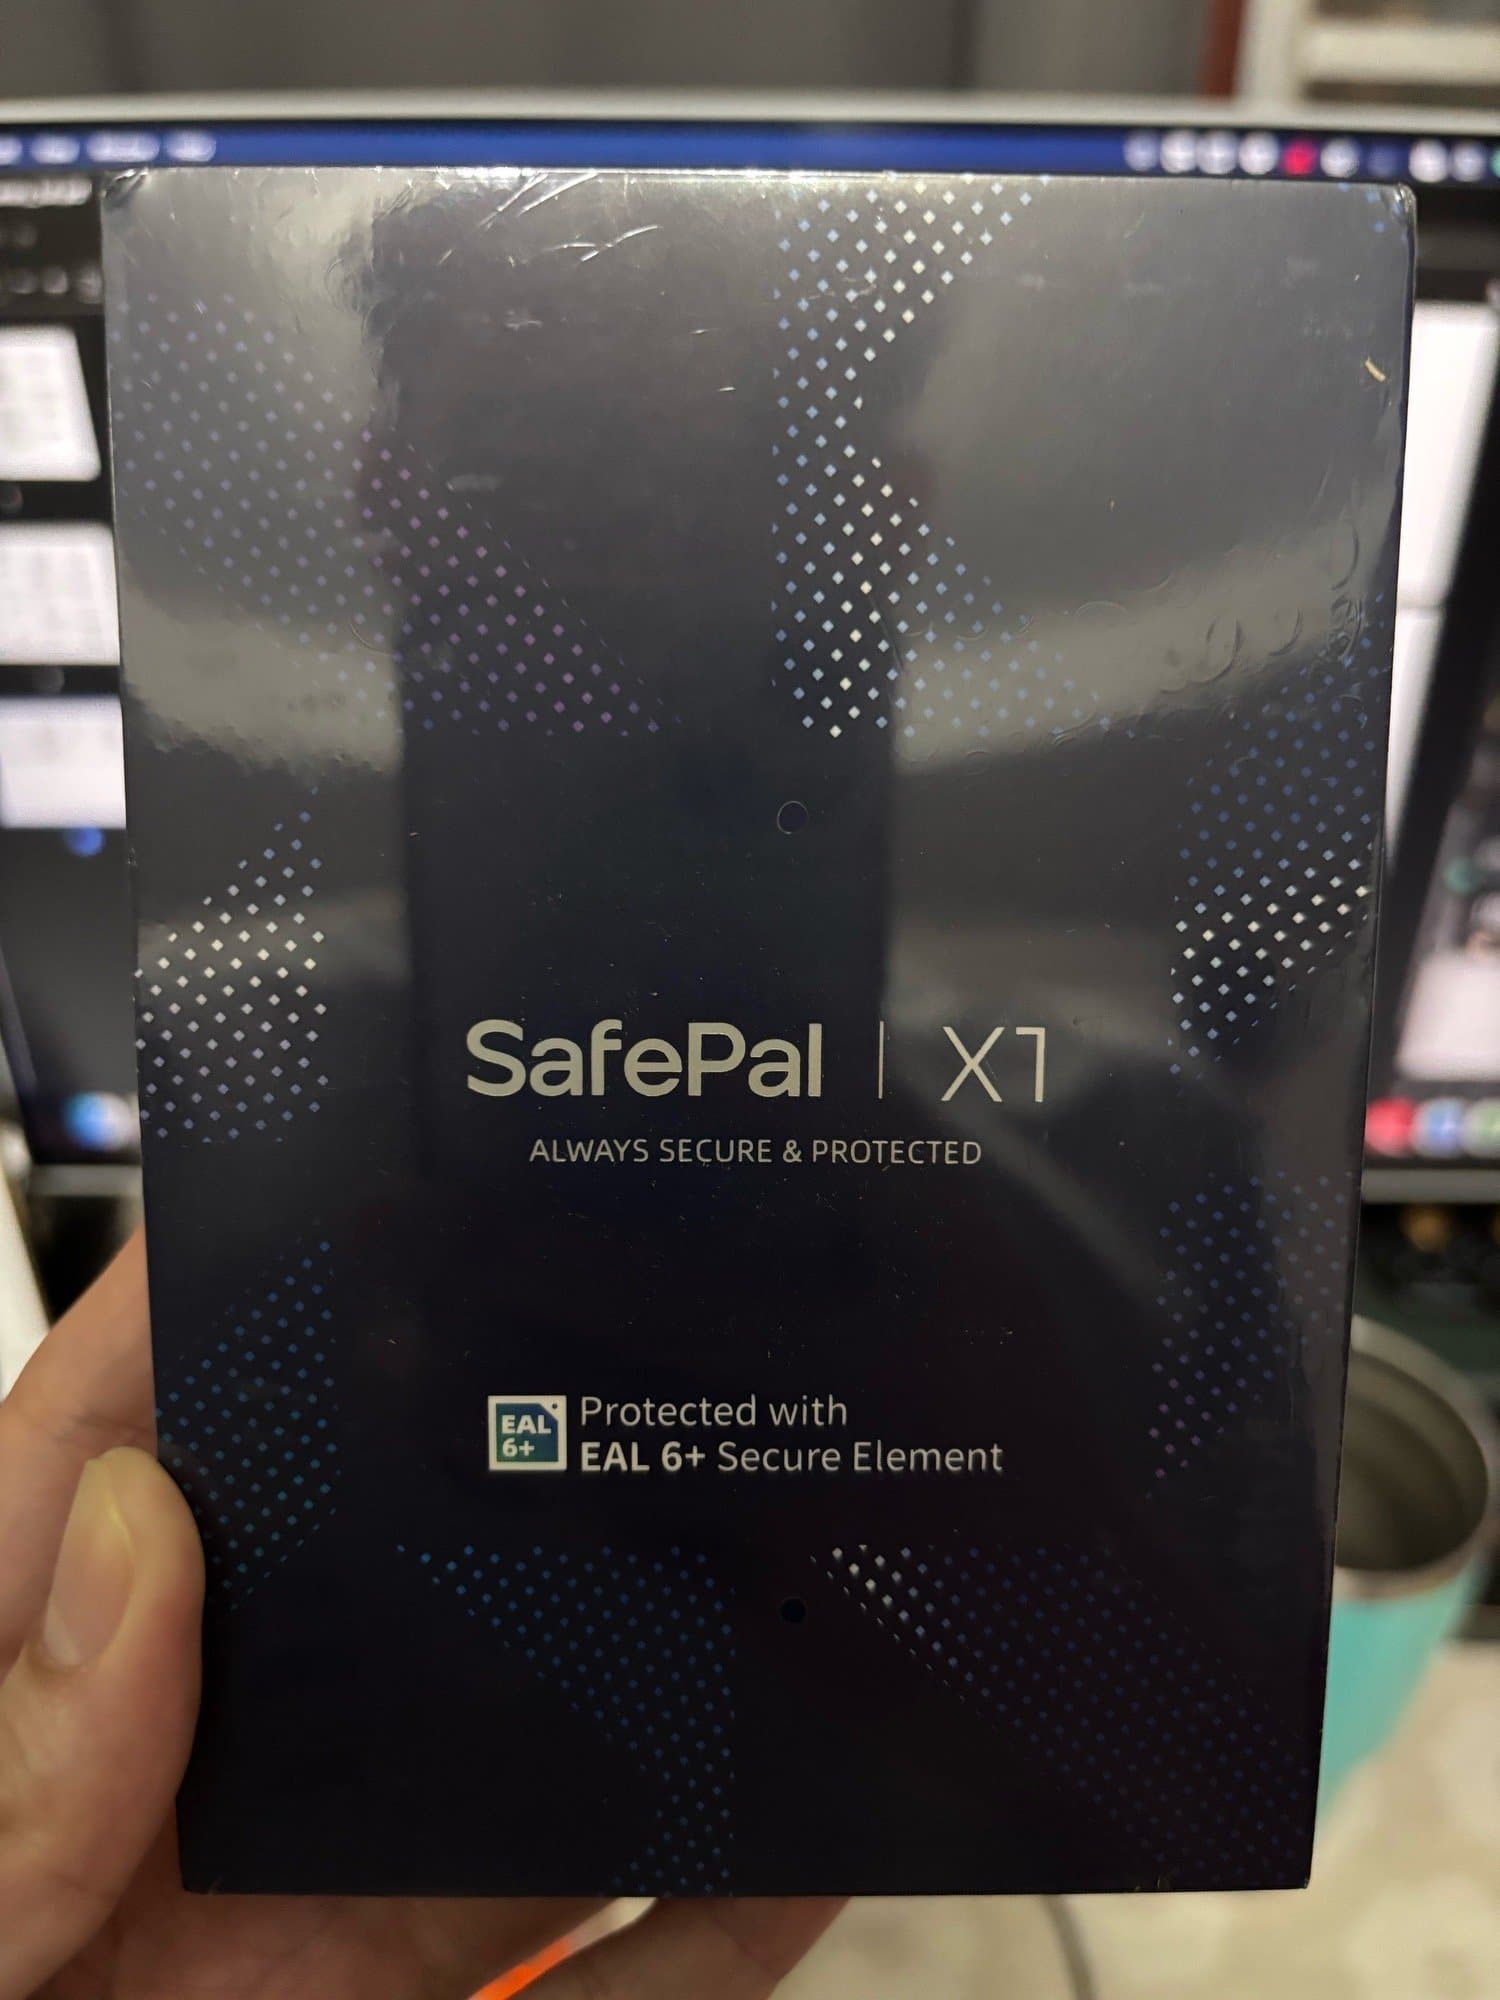 SafePal | X1
ALWAYS SECURE & PROTECTED
EAL
6+
Protected with
EAL 6+ Secure Element